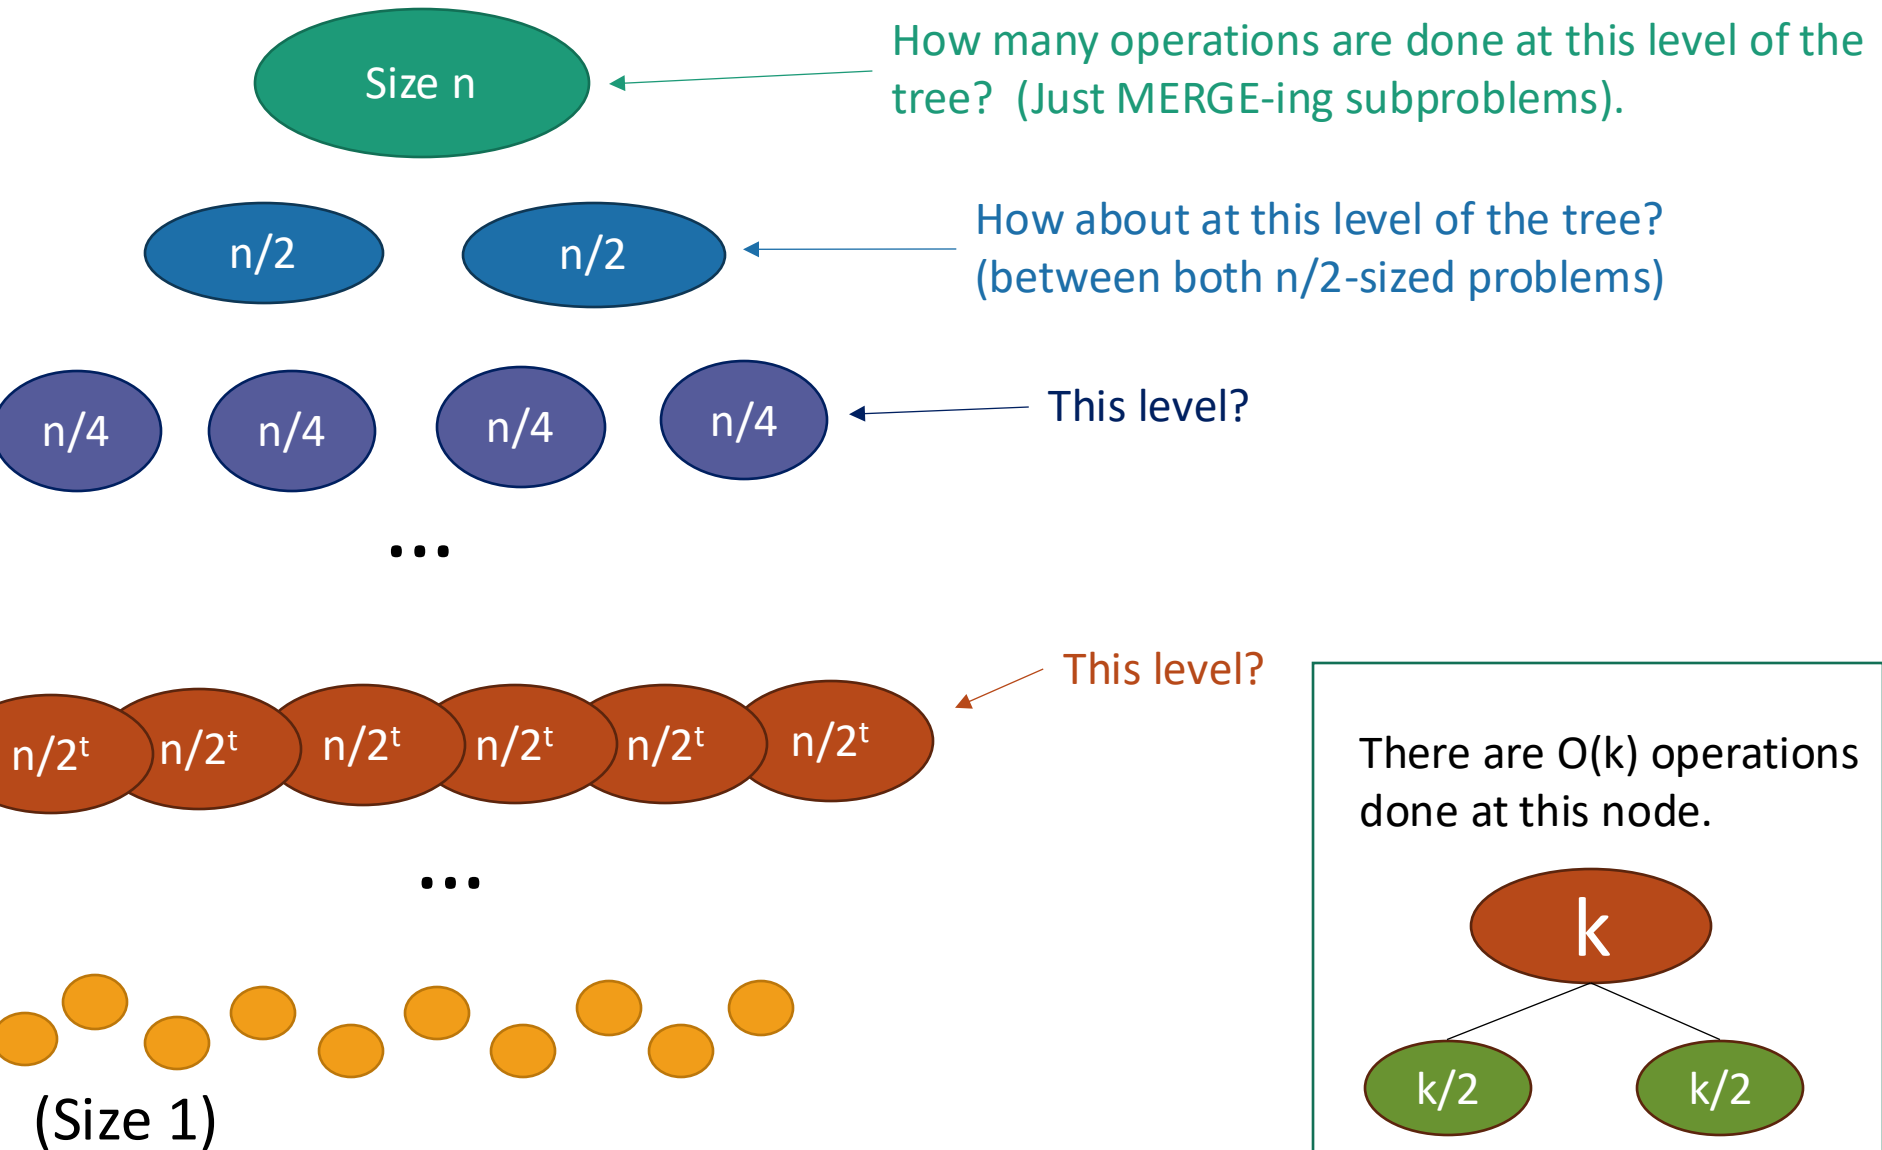 Size n
How many operations are done at this level of the
tree? (Just MERGE-ing subproblems).
n/2
n/2
How about at this level of the tree?
(between both n/2-sized problems)
n/4
n/4
n/4
n/4
This level?
...
This level?
n/2ᵗ
n/2ᵗ
n/2ᵗ
n/2ᵗ
n/2ᵗ
n/2ᵗ
...
(Size 1)
There are O(k) operations
done at this node.
k
k/2
k/2